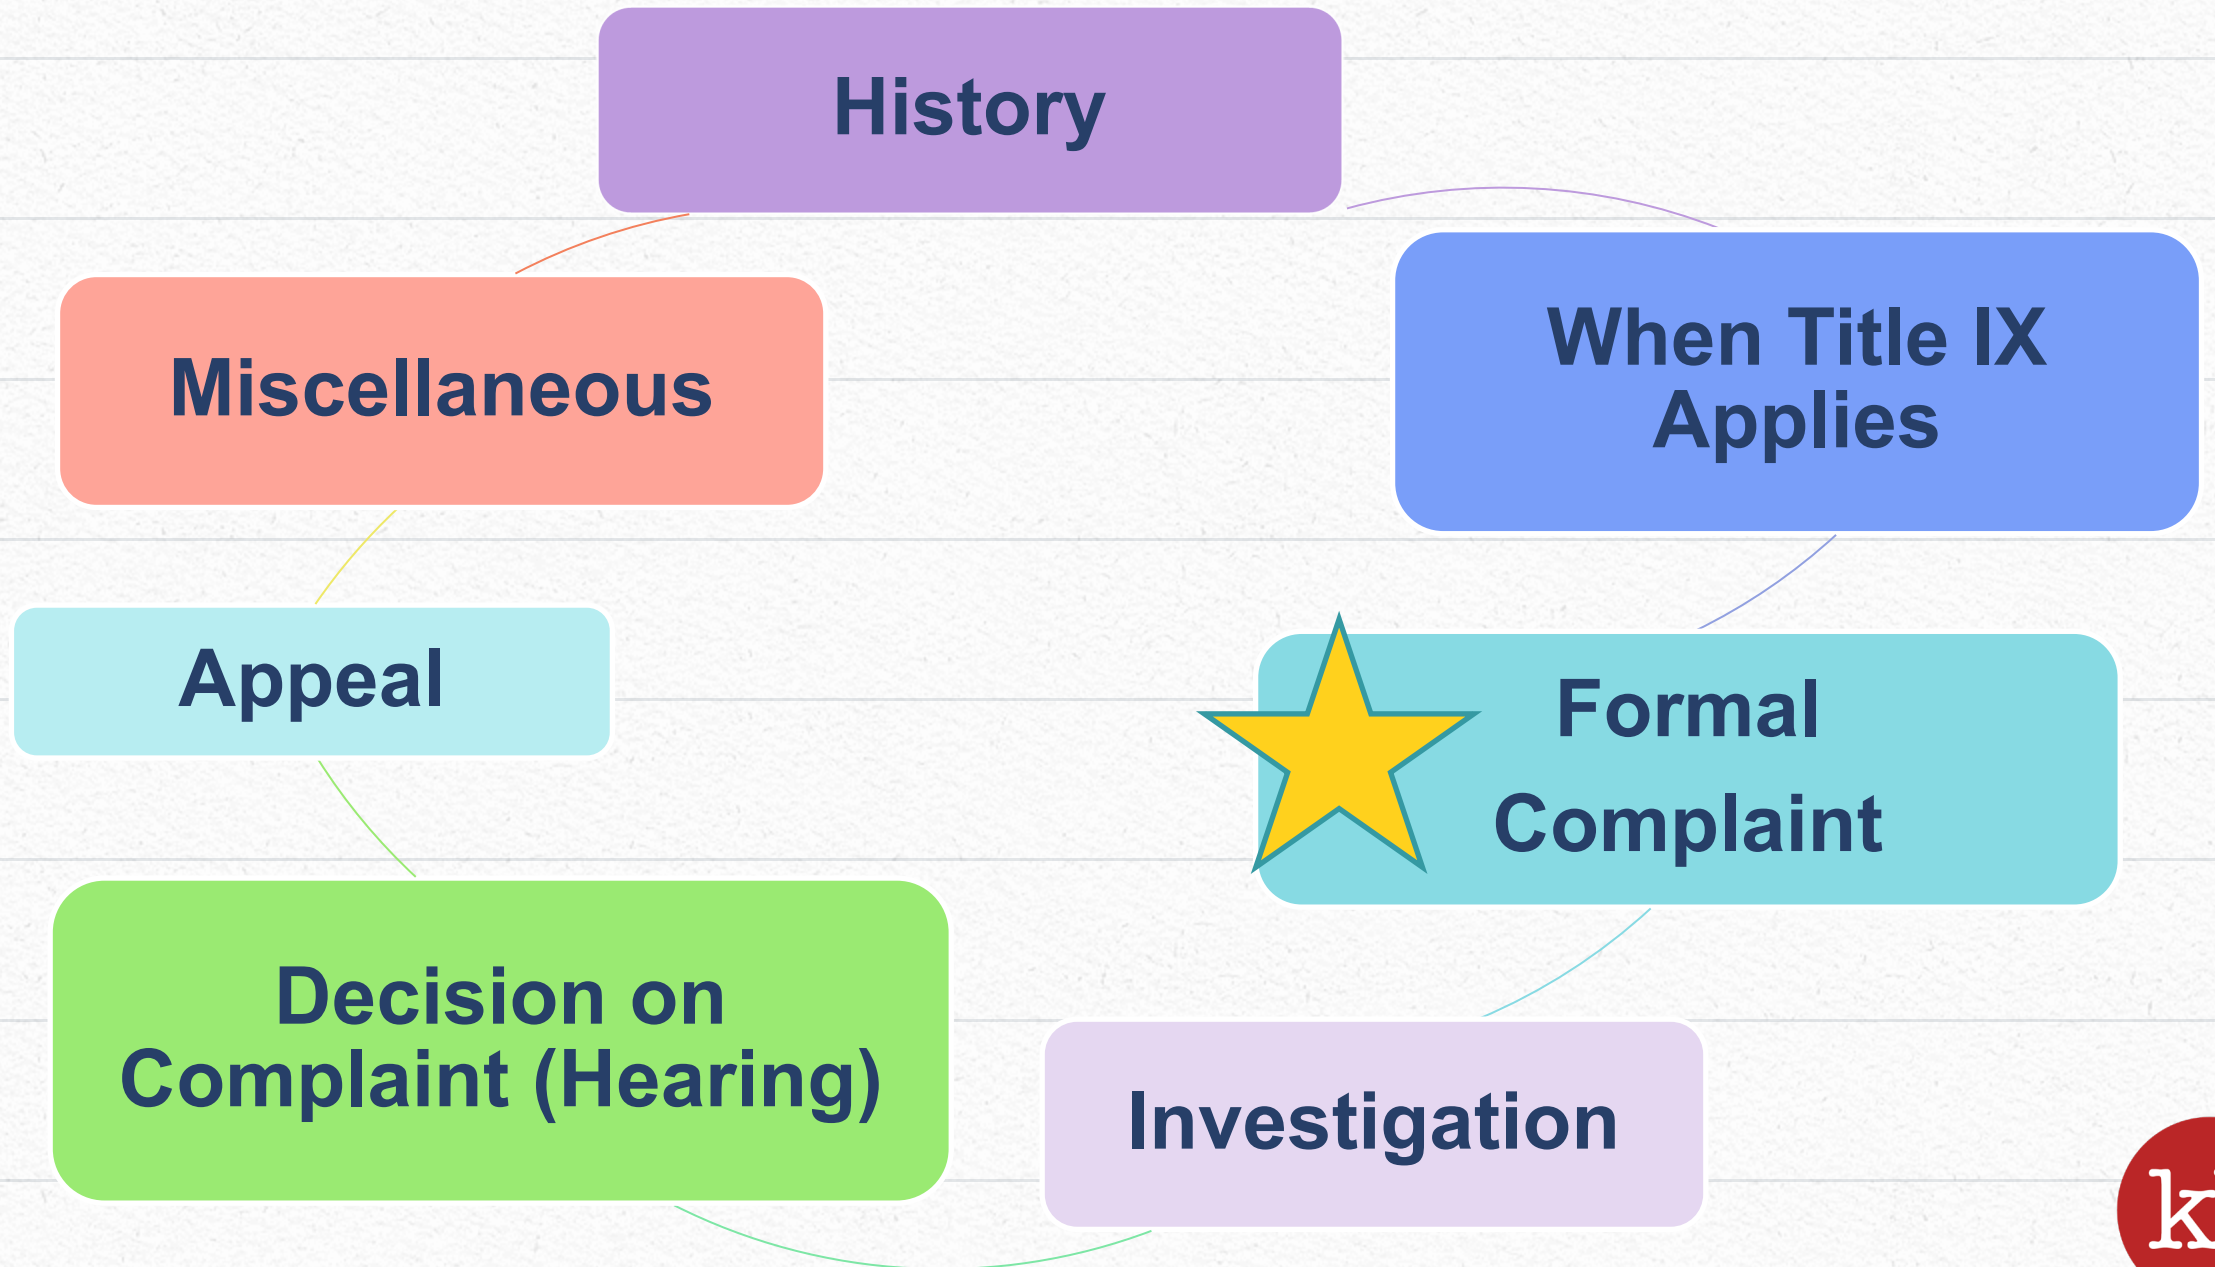 History
When Title IX
Applies
Formal
Complaint
Investigation
Decision on
Complaint (Hearing)
Appeal
Miscellaneous
k